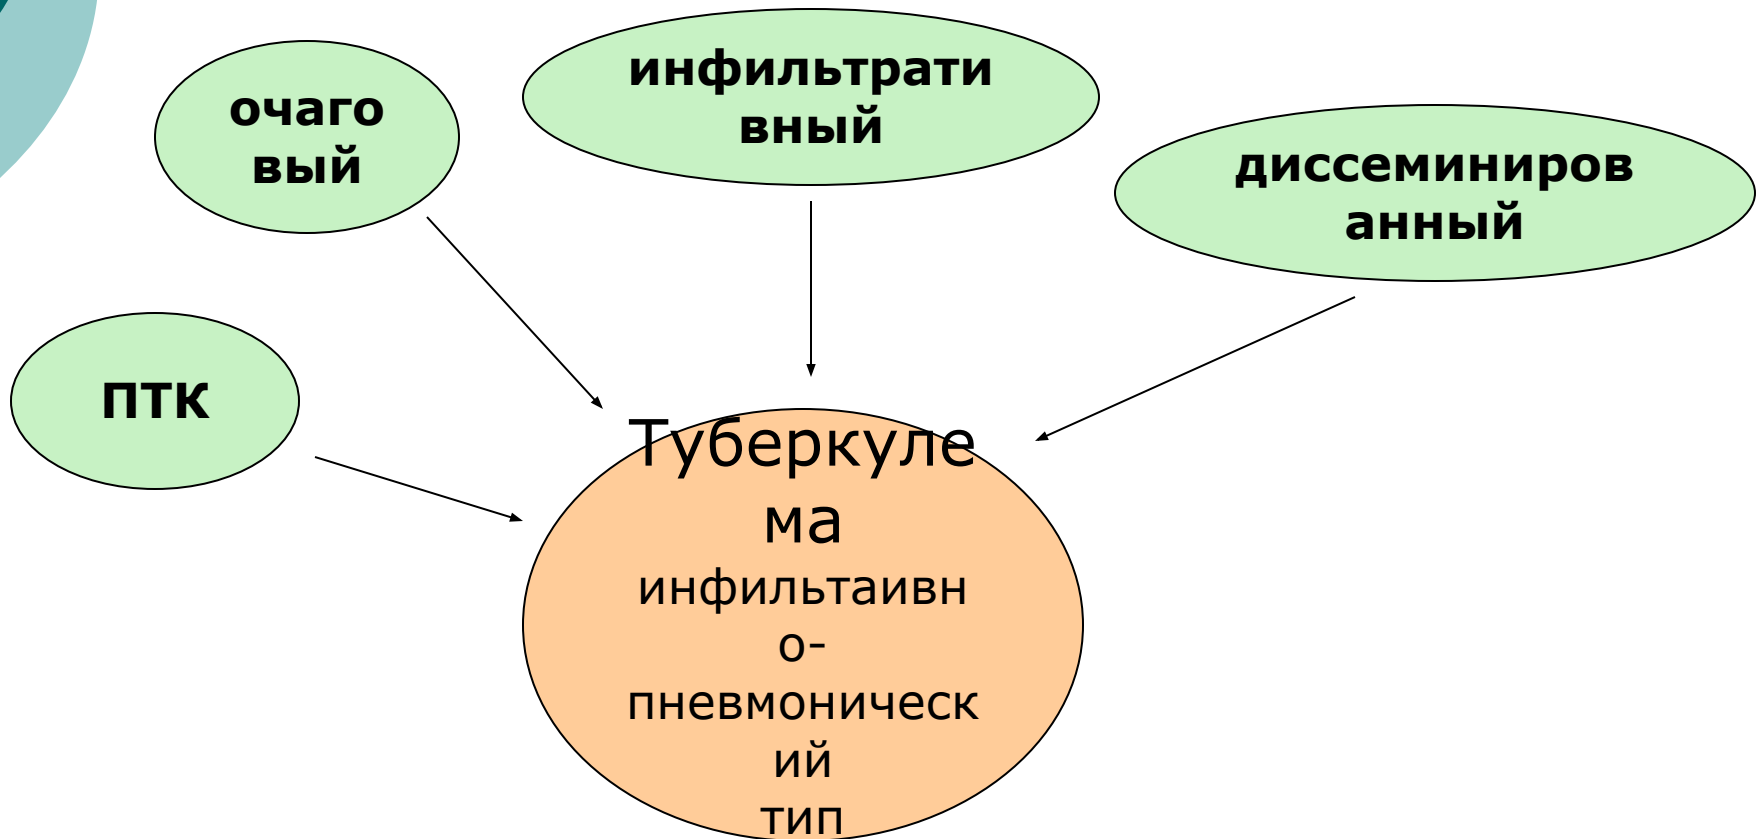 очаго
вый
инфильтрати
вный
диссеминиров
анный
ПТК
Туберкуле
ма
инфильтаивн
о-
пневмоническ
ий
тип